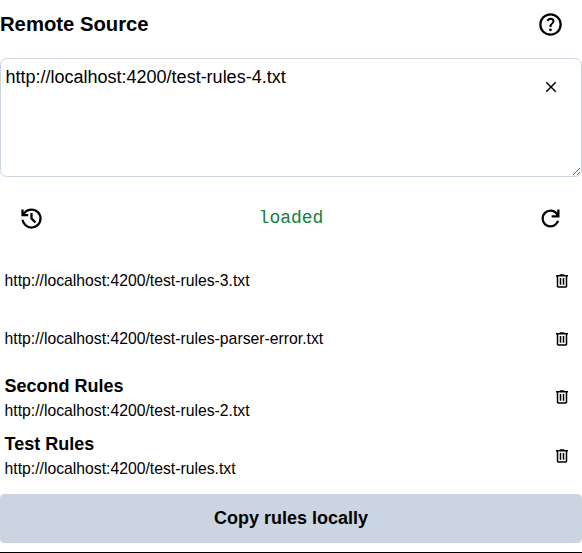 Remote Source
http://localhost:4200/test-rules-4.txt
loaded
http://localhost:4200/test-rules-3.txt
http://localhost:4200/test-rules-parser-error.txt
Second Rules
http://localhost:4200/test-rules-2.txt
Test Rules
http://localhost:4200/test-rules.txt
Copy rules locally